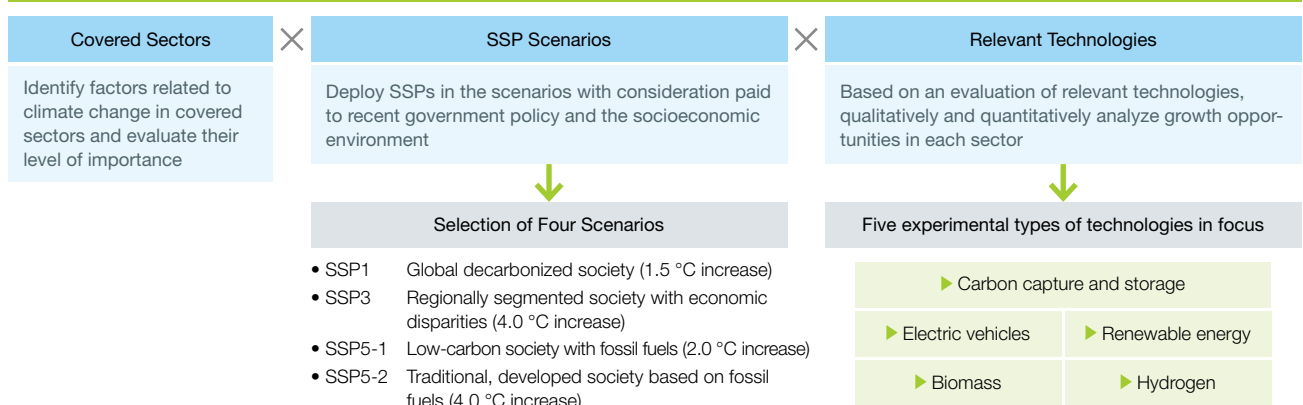 Covered Sectors
×
SSP Scenarios
×
Relevant Technologies
Identify factors related to
climate change in covered
sectors and evaluate their
level of importance
Deploy SSPs in the scenarios with consideration paid
to recent government policy and the socioeconomic
environment
Based on an evaluation of relevant technologies,
qualitatively and quantitatively analyze growth oppor-
tunities in each sector
Selection of Four Scenarios
• SSP1 Global decarbonized society (1.5 °C increase)
• SSP3 Regionally segmented society with economic
disparities (4.0 °C increase)
• SSP5-1 Low-carbon society with fossil fuels (2.0 °C increase)
• SSP5-2 Traditional, developed society based on fossil
fuels (4.0 °C increase)
Five experimental types of technologies in focus
Carbon capture and storage
Electric vehicles
Renewable energy
Biomass
Hydrogen